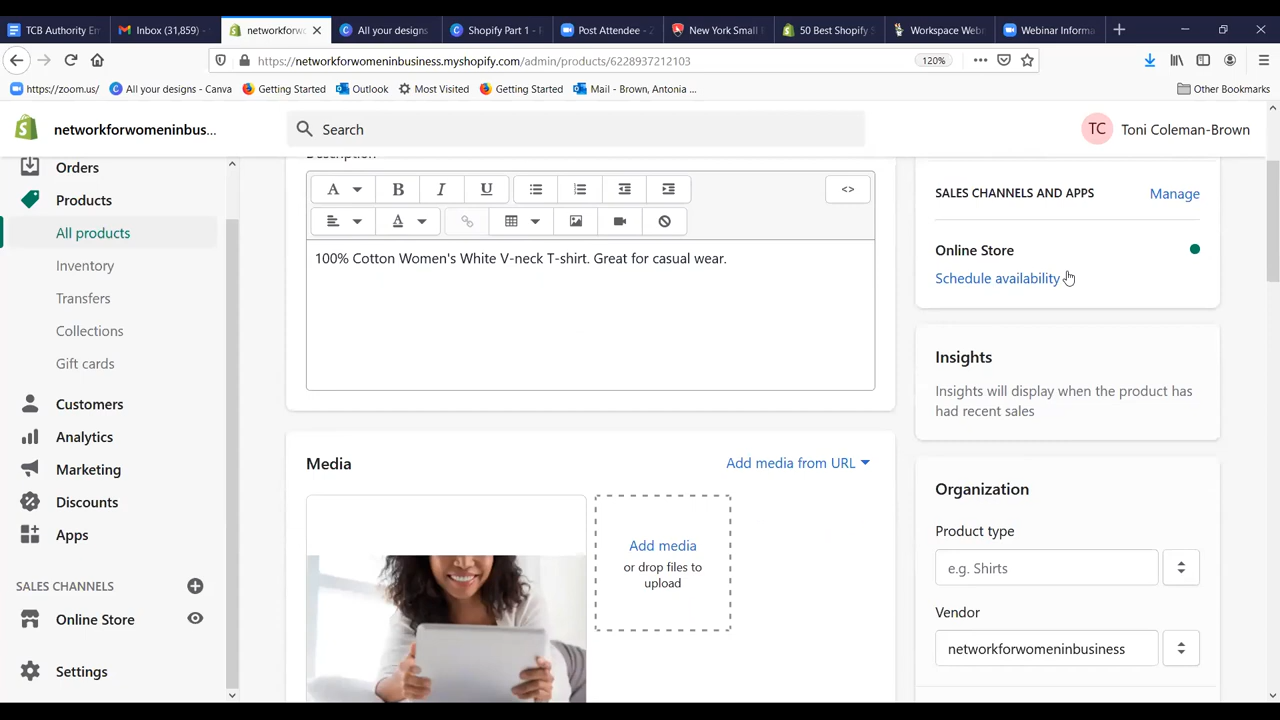 TCB Authority En
Inbox (31,859)
networkforwo
All your designs
Shopify Part 1 -
Post Attendee - Z
New York Small
50 Best Shopify S
Workspace Web
Webinar Informa
https://networkforwomeninbusiness.myshopify.com/admin/products/6228937212103
120%
https://zoom.us/
All your designs - Canva
Getting Started
Outlook
Most Visited
Getting Started
Mail - Brown, Antonia ...
Other Bookmarks
networkforwomeninbus...
Search
TC
Toni Coleman-Brown
Orders
Products
All products
Inventory
Transfers
Collections
Gift cards
Customers
Analytics
Marketing
Discounts
Apps
SALES CHANNELS
Online Store
Settings
Description
A
B
I
U
<>
A
100% Cotton Women's White V-neck T-shirt. Great for casual wear.
Media
Add media from URL
Add media
or drop files to
upload
SALES CHANNELS AND APPS
Manage
Online Store
Schedule availability
Insights
Insights will display when the product has
had recent sales
Organization
Product type
e.g. Shirts
Vendor
networkforwomeninbusiness